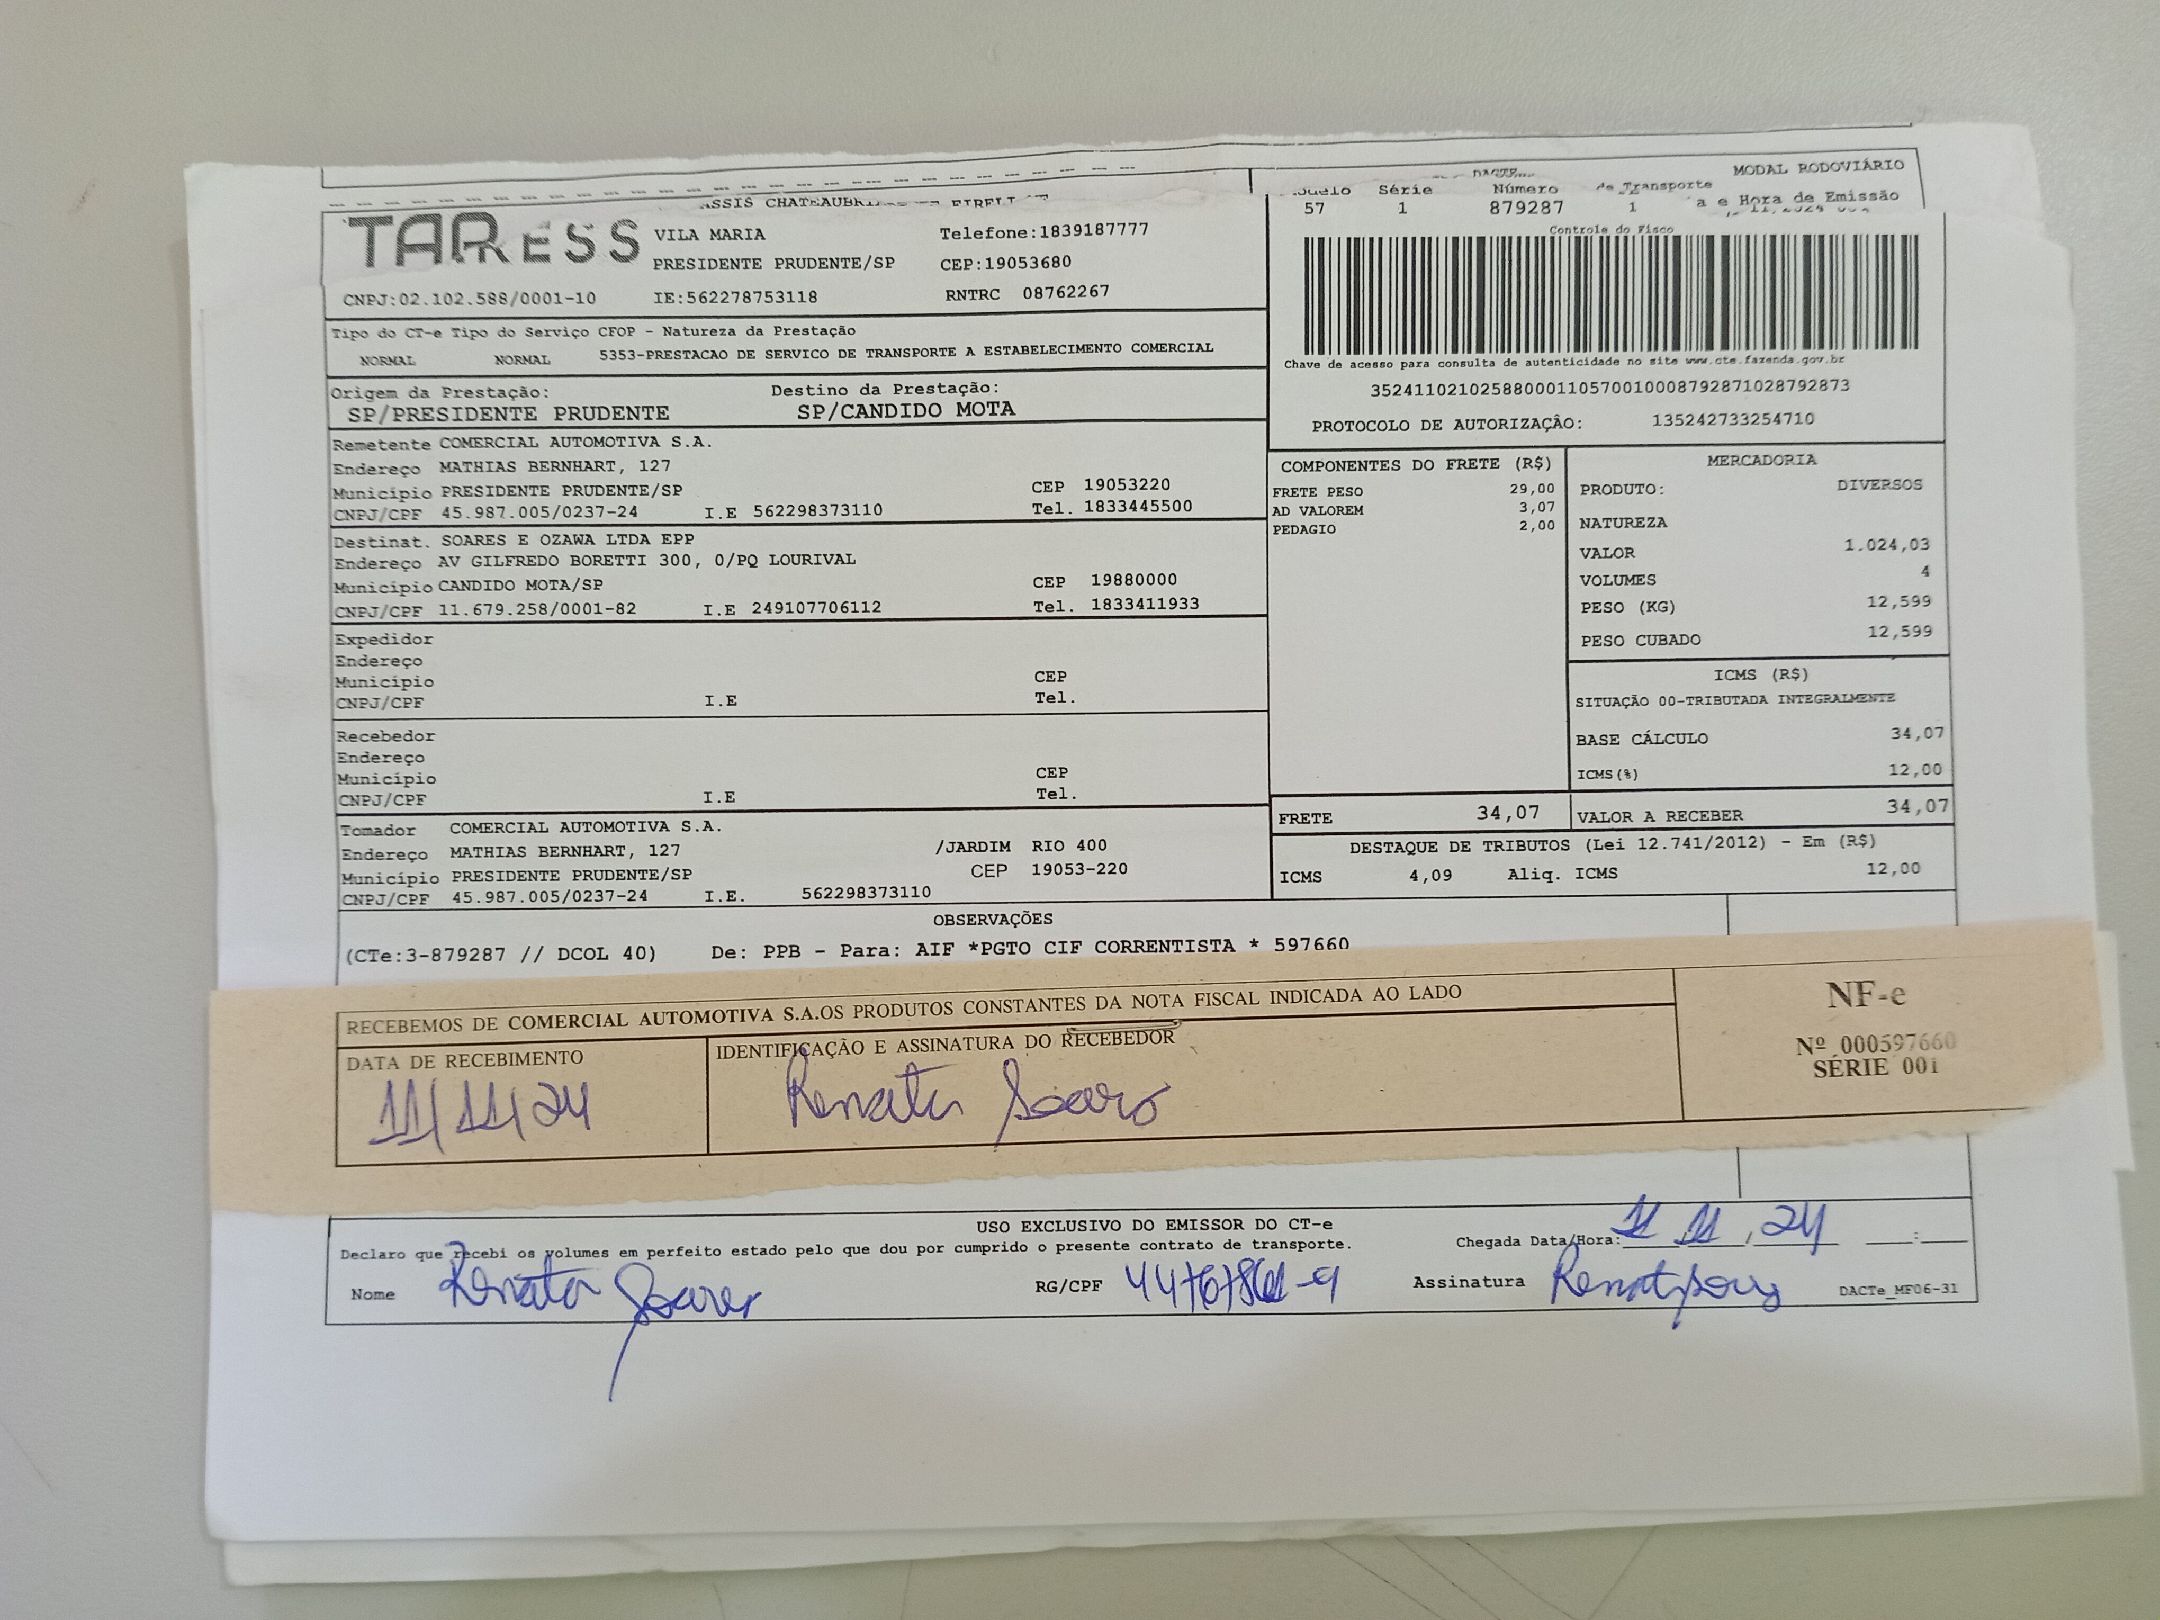 MODAL RODOVIÁRIO
Série Número de Transporte
57 1 879287 1 a e Hora de Emissão
VILA MARIA Telefone:1839187777
PRESIDENTE PRUDENTE/SP CEP:19053680
CNPJ:02.102.588/0001-10 IE:562278753118 RNTRC 08762267
Controle do Fisco
Tipo do CT-e Tipo do Serviço CFOP - Natureza da Prestação
NORMAL NORMAL 5353-PRESTACAO DE SERVICO DE TRANSPORTE A ESTABELECIMENTO COMERCIAL
Chave de acesso para consulta de autenticidade no site www.cte.fazenda.gov.br
35241102102588000110570010008792871028792873
PROTOCOLO DE AUTORIZAÇÃO: 135242733254710
Origem da Prestação: Destino da Prestação:
SP/PRESIDENTE PRUDENTE SP/CANDIDO MOTA
Remetente COMERCIAL AUTOMOTIVA S.A.
Endereço MATHIAS BERNHART, 127
Município PRESIDENTE PRUDENTE/SP CEP 19053220
CNPJ/CPF 45.987.005/0237-24 I.E 562298373110 Tel. 1833445500
Destinat. SOARES E OZAWA LTDA EPP
Endereço AV GILFREDO BORETTI 300, 0/PQ LOURIVAL
Município CANDIDO MOTA/SP CEP 19880000
CNPJ/CPF 11.679.258/0001-82 I.E 249107706112 Tel. 1833411933
Expedidor
Endereço
Município CEP
CNPJ/CPF I.E Tel.
Recebedor
Endereço
Município CEP
CNPJ/CPF I.E Tel.
Tomador COMERCIAL AUTOMOTIVA S.A.
Endereço MATHIAS BERNHART, 127 /JARDIM RIO 400
Município PRESIDENTE PRUDENTE/SP CEP 19053-220
CNPJ/CPF 45.987.005/0237-24 I.E. 562298373110
COMPONENTES DO FRETE (R$)
FRETE PESO 29,00
AD VALOREM 3,07
PEDAGIO 2,00
MERCADORIA
PRODUTO: DIVERSOS
NATUREZA
VALOR 1.024,03
VOLUMES 4
PESO (KG) 12,599
PESO CUBADO 12,599
ICMS (R$)
SITUAÇÃO 00-TRIBUTADA INTEGRALMENTE
BASE CÁLCULO 34,07
ICMS(%) 12,00
FRETE 34,07 VALOR A RECEBER 34,07
DESTAQUE DE TRIBUTOS (Lei 12.741/2012) - Em (R$)
ICMS 4,09 Aliq. ICMS 12,00
OBSERVAÇÕES
(CTe:3-879287 // DCOL 40) De: PPB - Para: AIF *PGTO CIF CORRENTISTA * 597660
RECEBEMOS DE COMERCIAL AUTOMOTIVA S.A.OS PRODUTOS CONSTANTES DA NOTA FISCAL INDICADA AO LADO
DATA DE RECEBIMENTO IDENTIFICAÇÃO E ASSINATURA DO RECEBEDOR
11/11/24 Renata Soares
NF-e
Nº 000597660
SÉRIE 001
USO EXCLUSIVO DO EMISSOR DO CT-e
Declaro que recebi os volumes em perfeito estado pelo que dou por cumprido o presente contrato de transporte. Chegada Data/Hora: 11 11, 24 :
Nome Renata Soares RG/CPF Assinatura DACTe_MF06-31